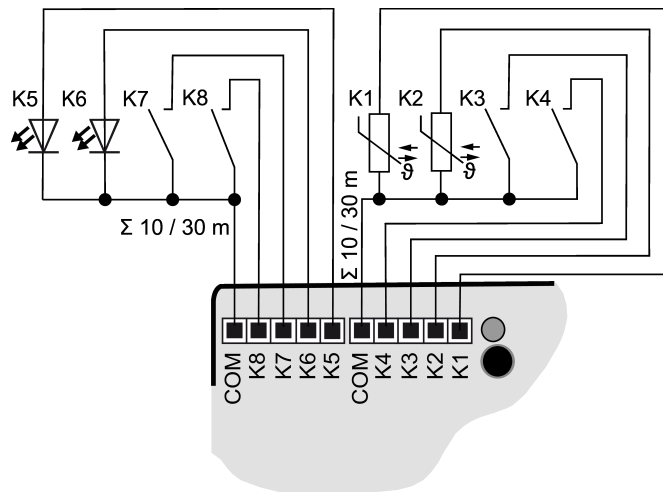 K5 K6 K7 K8 K1 K2 K3 K4
ϑ ϑ
Σ 10 / 30 m
Σ 10 / 30 m
COM K8 K7 K6 K5 COM K4 K3 K2 K1